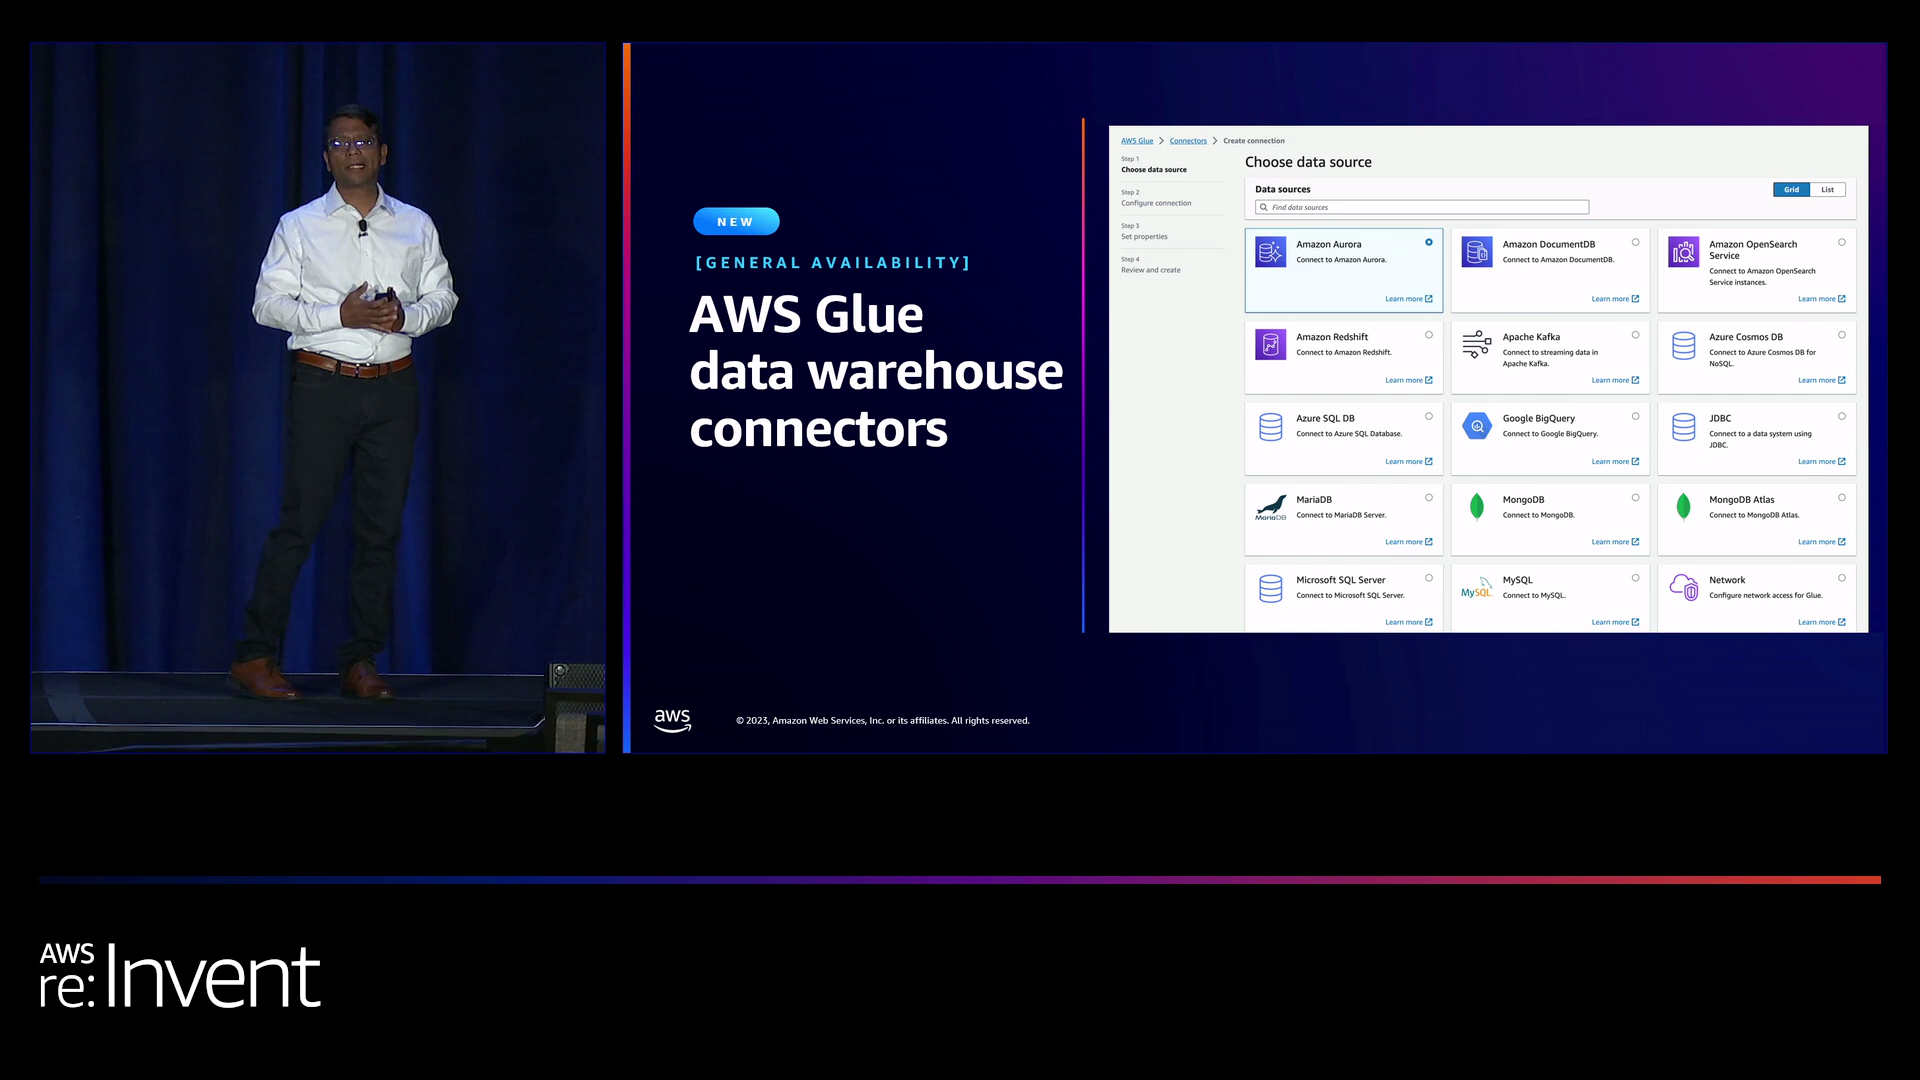 NEW
[GENERAL AVAILABILITY]
AWS Glue
data warehouse
connectors
AWS Glue > Connectors > Create connection
Step 1
Choose data source
Step 2
Configure connection
Step 3
Set properties
Step 4
Review and create
Choose data source
Data sources
Grid
List
Find data sources
Amazon Aurora
Connect to Amazon Aurora.
Learn more
Amazon DocumentDB
Connect to Amazon DocumentDB.
Learn more
Amazon OpenSearch
Service
Connect to Amazon OpenSearch
Service instances.
Learn more
Amazon Redshift
Connect to Amazon Redshift.
Learn more
Apache Kafka
Connect to streaming data in
Apache Kafka.
Learn more
Azure Cosmos DB
Connect to Azure Cosmos DB for
NoSQL.
Learn more
Azure SQL DB
Connect to Azure SQL Database.
Learn more
Google BigQuery
Connect to Google BigQuery.
Learn more
JDBC
Connect to a data system using
JDBC.
Learn more
MariaDB
MariaDB
Connect to MariaDB Server.
Learn more
MongoDB
Connect to MongoDB.
Learn more
MongoDB Atlas
Connect to MongoDB Atlas.
Learn more
Microsoft SQL Server
Connect to Microsoft SQL Server.
Learn more
MySQL
MySQL
Connect to MySQL.
Learn more
Network
Configure network access for Glue.
Learn more
aws
© 2023, Amazon Web Services, Inc. or its affiliates. All rights reserved.
AWS
re:Invent